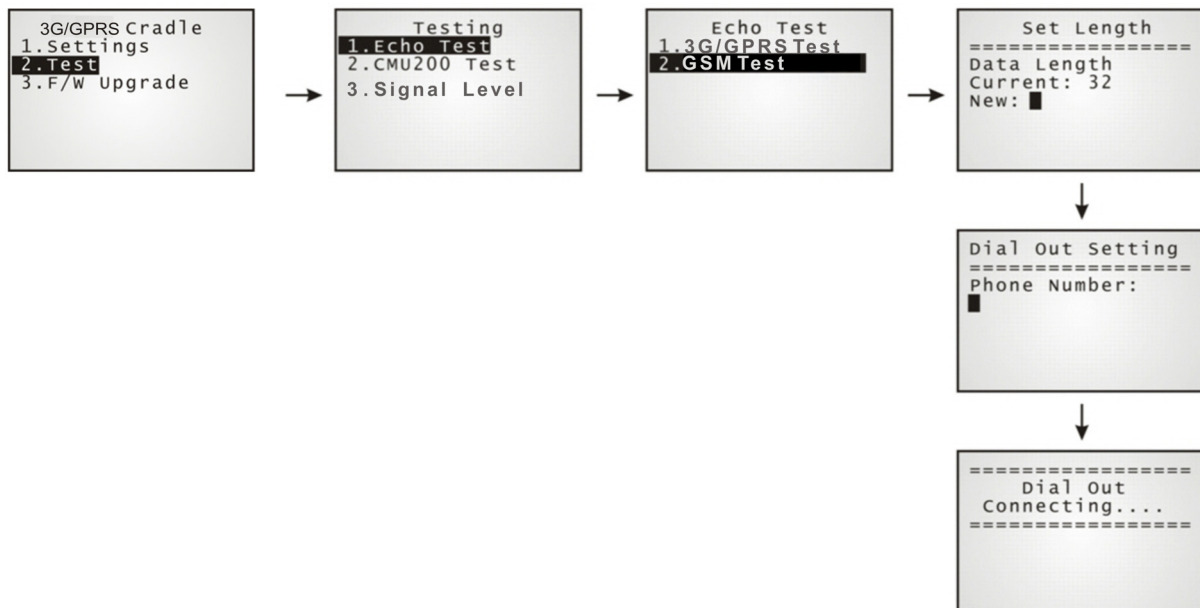 3G/GPRS Cradle
1.Settings
2.Test
3.F/W Upgrade
Testing
1.Echo Test
2.CMU200 Test
3.Signal Level
Echo Test
1.3G/GPRS Test
2.GSM Test
Set Length
=================
Data Length
Current: 32
New:
Dial Out Setting
=================
Phone Number:
=================
Dial Out
Connecting....
=================